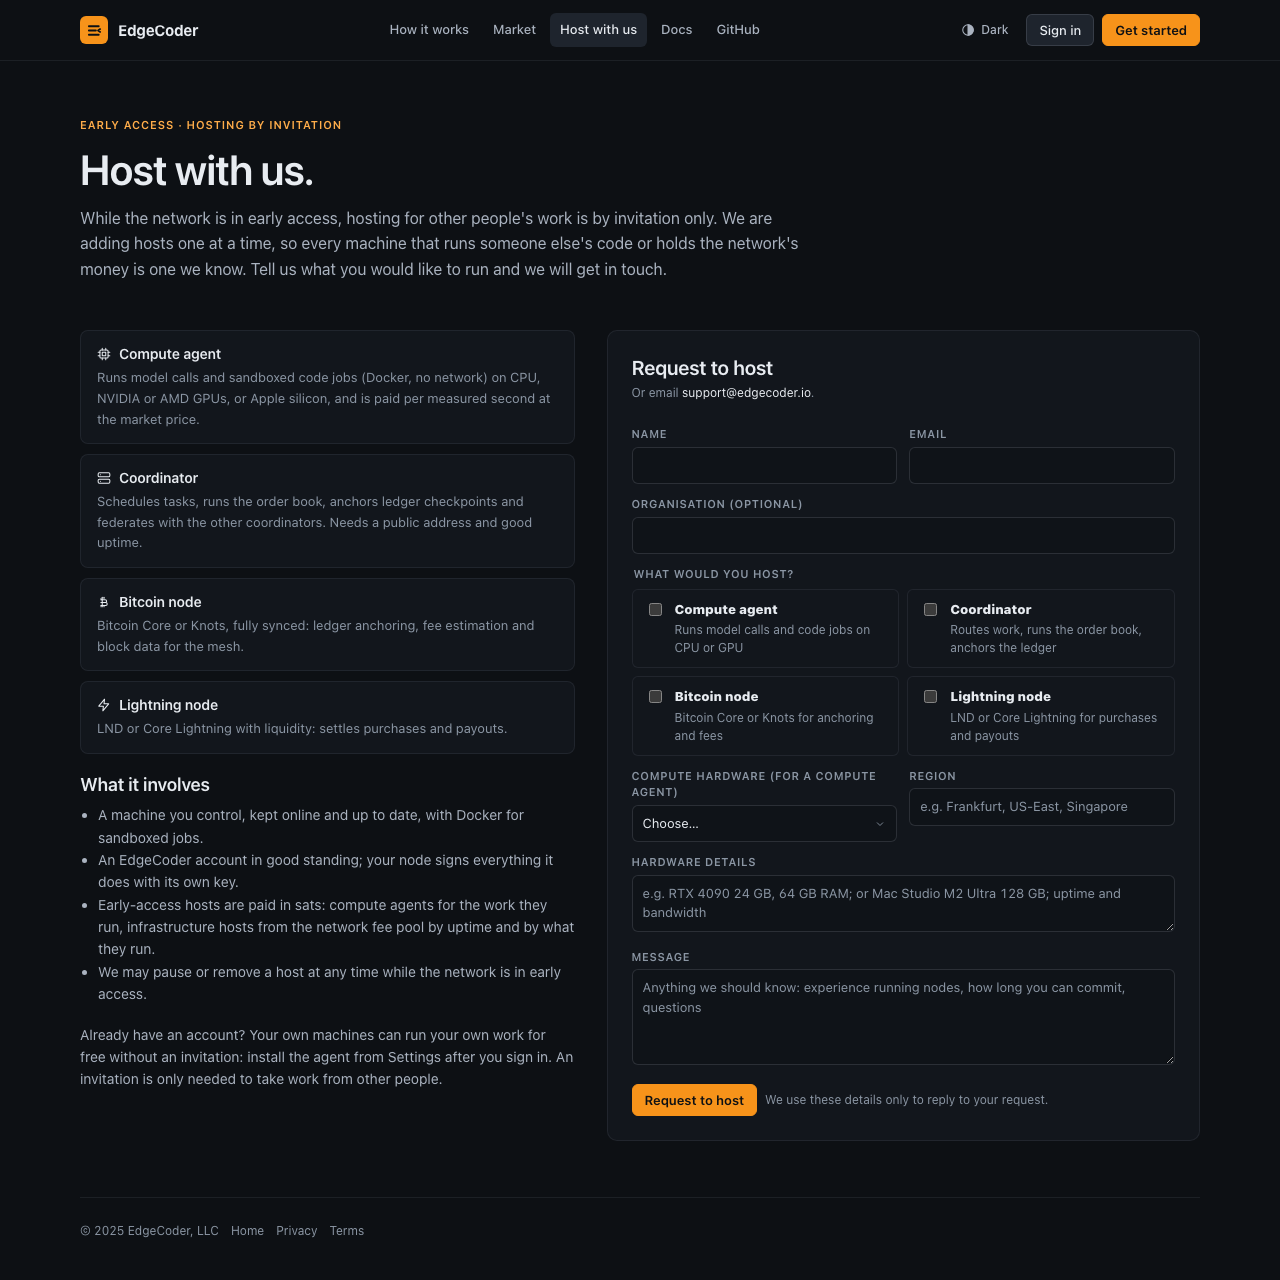 EdgeCoder
How it works
Market
Host with us
Docs
GitHub
Dark
Sign in
Get started
EARLY ACCESS · HOSTING BY INVITATION
Host with us.
While the network is in early access, hosting for other people's work is by invitation only. We are
adding hosts one at a time, so every machine that runs someone else's code or holds the network's
money is one we know. Tell us what you would like to run and we will get in touch.
Compute agent
Runs model calls and sandboxed code jobs (Docker, no network) on CPU,
NVIDIA or AMD GPUs, or Apple silicon, and is paid per measured second at
the market price.
Coordinator
Schedules tasks, runs the order book, anchors ledger checkpoints and
federates with the other coordinators. Needs a public address and good
uptime.
Bitcoin node
Bitcoin Core or Knots, fully synced: ledger anchoring, fee estimation and
block data for the mesh.
Lightning node
LND or Core Lightning with liquidity: settles purchases and payouts.
What it involves
• A machine you control, kept online and up to date, with Docker for
sandboxed jobs.
• An EdgeCoder account in good standing; your node signs everything it
does with its own key.
• Early-access hosts are paid in sats: compute agents for the work they
run, infrastructure hosts from the network fee pool by uptime and by what
they run.
• We may pause or remove a host at any time while the network is in early
access.
Already have an account? Your own machines can run your own work for
free without an invitation: install the agent from Settings after you sign in. An
invitation is only needed to take work from other people.
Request to host
Or email support@edgecoder.io.
NAME
EMAIL
ORGANISATION (OPTIONAL)
WHAT WOULD YOU HOST?
Compute agent
Runs model calls and code jobs on
CPU or GPU
Coordinator
Routes work, runs the order book,
anchors the ledger
Bitcoin node
Bitcoin Core or Knots for anchoring
and fees
Lightning node
LND or Core Lightning for purchases
and payouts
COMPUTE HARDWARE (FOR A COMPUTE
AGENT)
Choose...
REGION
e.g. Frankfurt, US-East, Singapore
HARDWARE DETAILS
e.g. RTX 4090 24 GB, 64 GB RAM; or Mac Studio M2 Ultra 128 GB; uptime and
bandwidth
MESSAGE
Anything we should know: experience running nodes, how long you can commit,
questions
Request to host
We use these details only to reply to your request.
© 2025 EdgeCoder, LLC
Home
Privacy
Terms